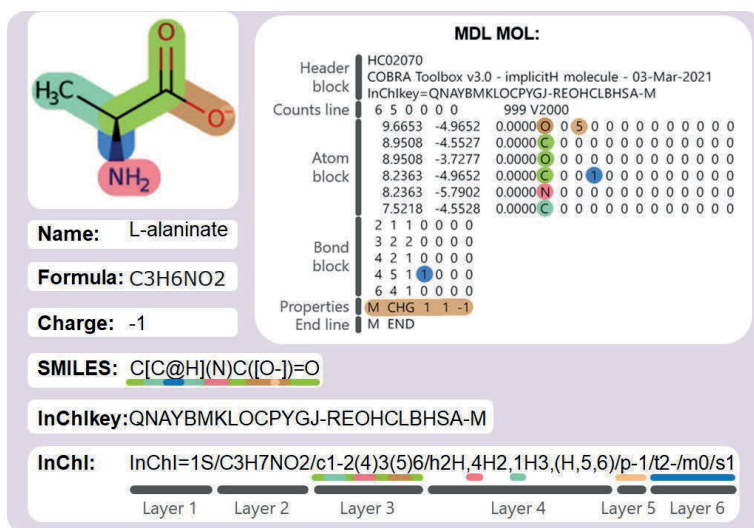 O
H₃C
O⁻
NH₂
Name: L-alaninate
Formula: C3H6NO2
Charge: -1
MDL MOL:
Header block
HC02070
COBRA Toolbox v3.0 - implicitH molecule - 03-Mar-2021
InChIkey=QNAYBMKLOCPYGJ-REOHCLBHSA-M
Counts line 6 5 0 0 0 0 999 V2000
Atom block
9.6653 -4.9652 0.0000 O 0 5 0 0 0 0 0 0 0 0 0 0
8.9508 -4.5527 0.0000 C 0 0 0 0 0 0 0 0 0 0 0 0
8.9508 -3.7277 0.0000 O 0 0 0 0 0 0 0 0 0 0 0 0
8.2363 -4.9652 0.0000 C 0 0 1 0 0 0 0 0 0 0 0 0
8.2363 -5.7902 0.0000 N 0 0 0 0 0 0 0 0 0 0 0 0
7.5218 -4.5528 0.0000 C 0 0 0 0 0 0 0 0 0 0 0 0
Bond block
2 1 1 0 0 0 0
3 2 2 0 0 0 0
4 2 1 0 0 0 0
4 5 1 1 0 0 0
6 4 1 0 0 0 0
Properties M CHG 1 1 -1
End line M END
SMILES: C[C@H](N)C([O-])=O
InChIkey:QNAYBMKLOCPYGJ-REOHCLBHSA-M
InChI: InChI=1S/C3H7NO2/c1-2(4)3(5)6/h2H,4H2,1H3,(H,5,6)/p-1/t2-/m0/s1
Layer 1 Layer 2 Layer 3 Layer 4 Layer 5 Layer 6